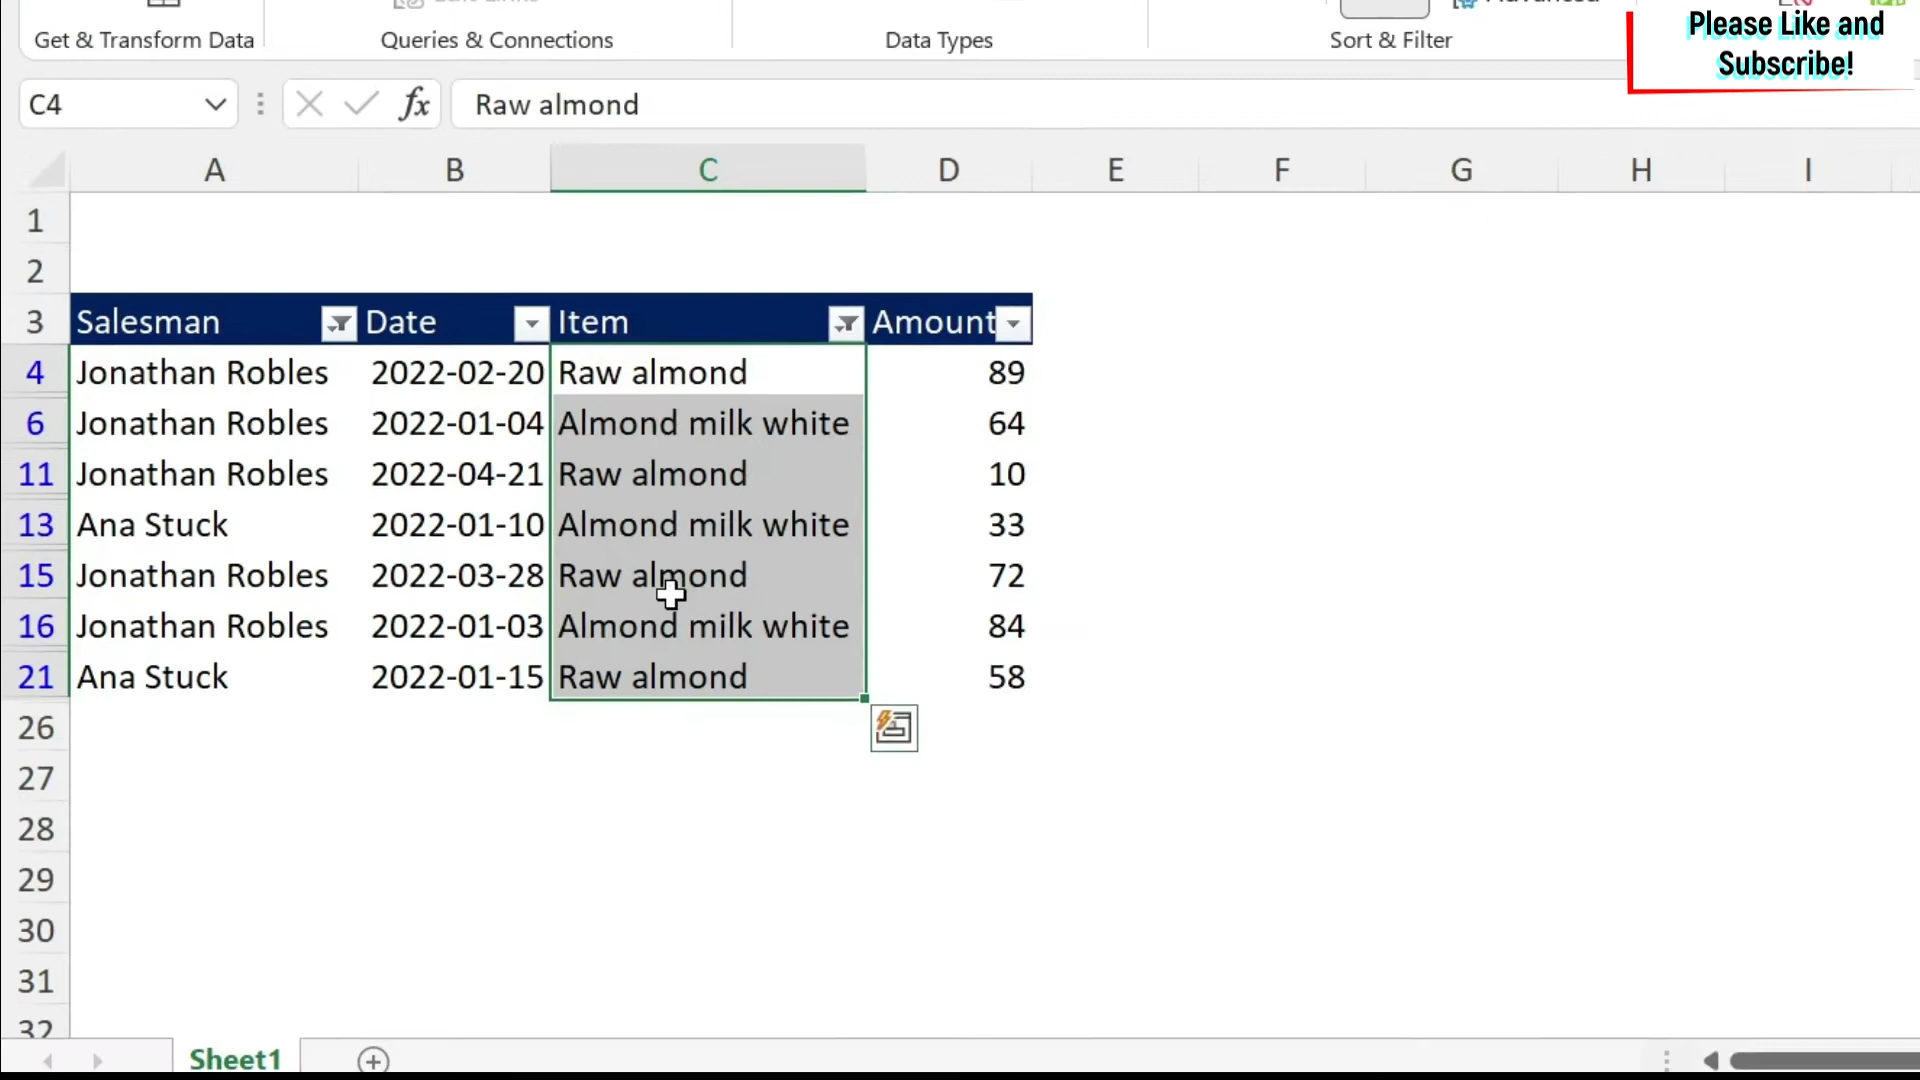 Please Like and
Subscribe!
Get & Transform Data Queries & Connections Data Types Sort & Filter
C4 fx Raw almond
A B C D E F G H I
1
2
3 Salesman Date Item Amount
4 Jonathan Robles 2022-02-20 Raw almond 89
6 Jonathan Robles 2022-01-04 Almond milk white 64
11 Jonathan Robles 2022-04-21 Raw almond 10
13 Ana Stuck 2022-01-10 Almond milk white 33
15 Jonathan Robles 2022-03-28 Raw almond 72
16 Jonathan Robles 2022-01-03 Almond milk white 84
21 Ana Stuck 2022-01-15 Raw almond 58
26
27
28
29
30
31
32
Sheet1